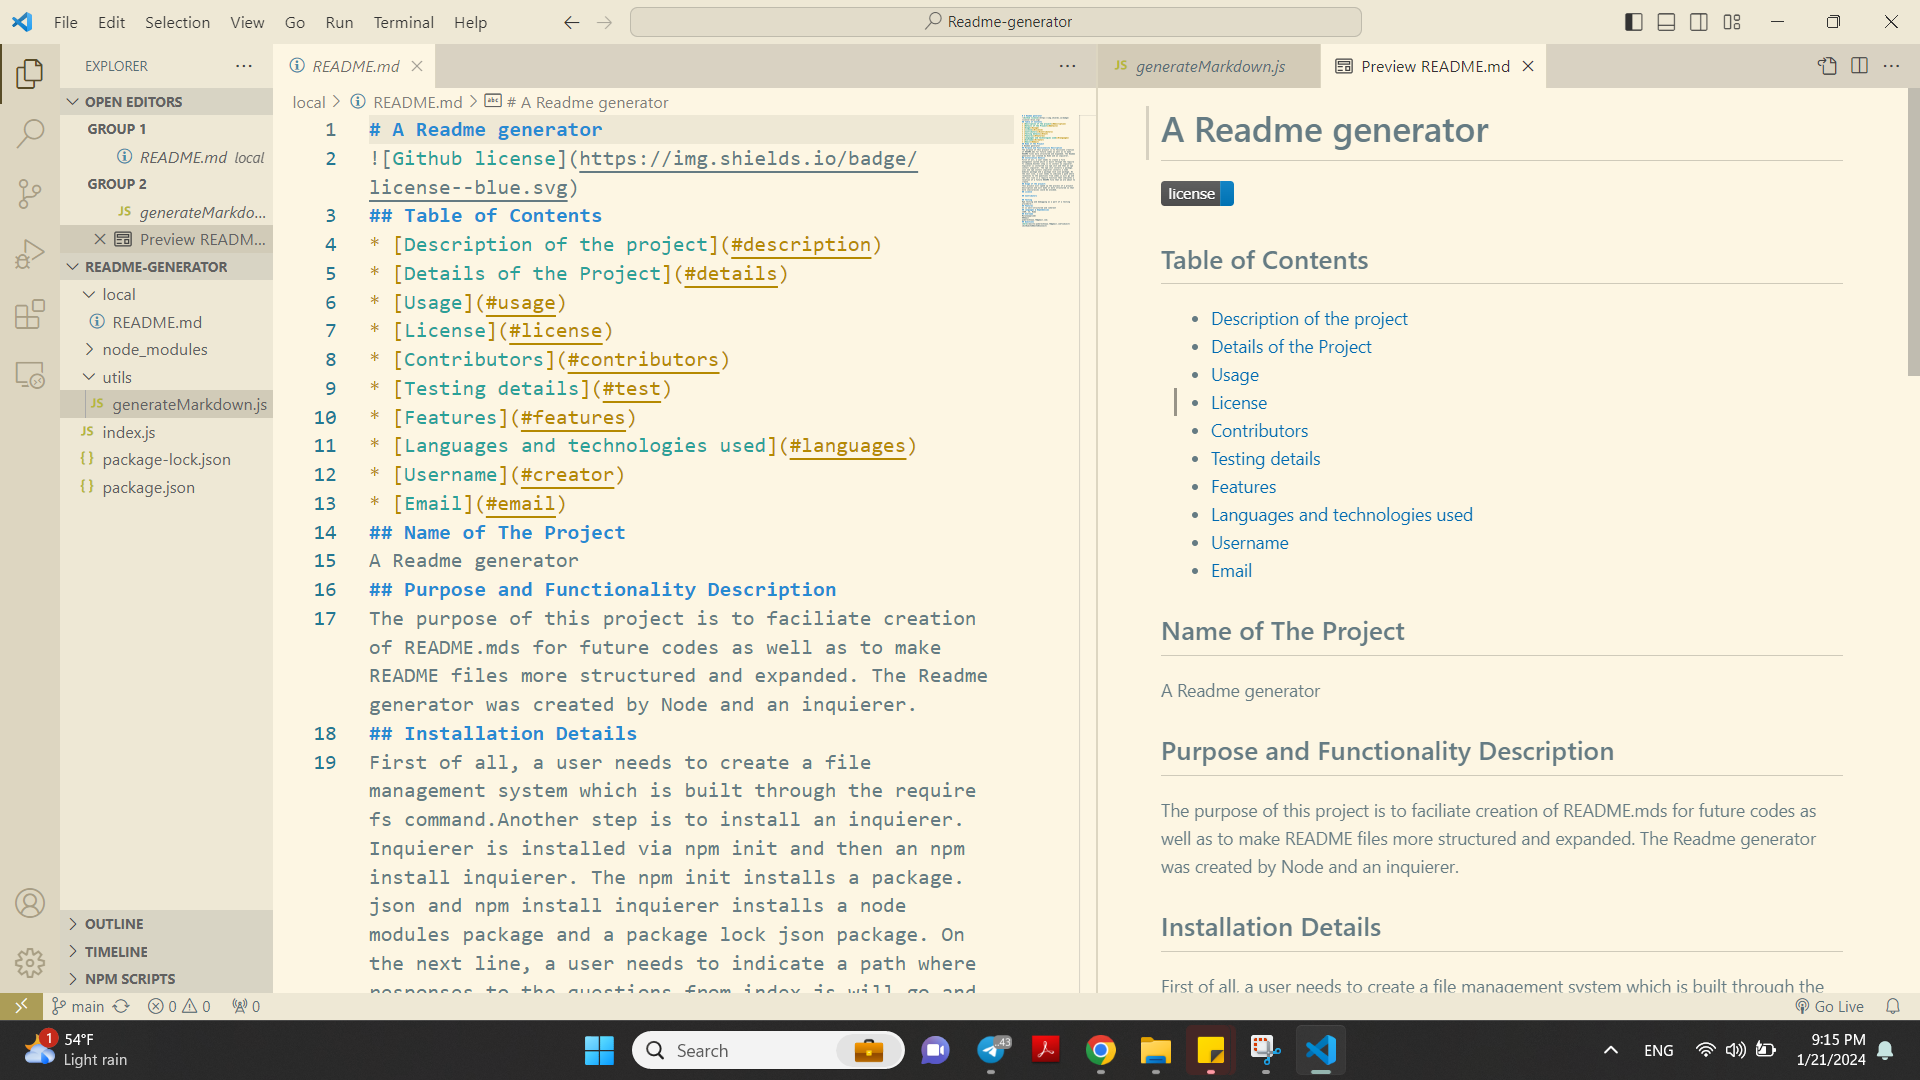 File Edit Selection View Go Run Terminal Help
Readme-generator
EXPLORER
OPEN EDITORS
GROUP 1
README.md local
GROUP 2
JS generateMarkdo...
Preview READM...
README-GENERATOR
local
README.md
node_modules
utils
JS generateMarkdown.js
JS index.js
{} package-lock.json
{} package.json
OUTLINE
TIMELINE
NPM SCRIPTS
README.md
local > README.md > # A Readme generator
1 # A Readme generator
2 ![Github license](https://img.shields.io/badge/
license--blue.svg)
3 ## Table of Contents
4 * [Description of the project](#description)
5 * [Details of the Project](#details)
6 * [Usage](#usage)
7 * [License](#license)
8 * [Contributors](#contributors)
9 * [Testing details](#test)
10 * [Features](#features)
11 * [Languages and technologies used](#languages)
12 * [Username](#creator)
13 * [Email](#email)
14 ## Name of The Project
15 A Readme generator
16 ## Purpose and Functionality Description
17 The purpose of this project is to faciliate creation
of README.mds for future codes as well as to make
README files more structured and expanded. The Readme
generator was created by Node and an inquierer.
18 ## Installation Details
19 First of all, a user needs to create a file
management system which is built through the require
fs command.Another step is to install an inquierer.
Inquierer is installed via npm init and then an npm
install inquierer. The npm init installs a package.
json and npm install inquierer installs a node
modules package and a package lock json package. On
the next line, a user needs to indicate a path where
responses to the questions from index.js will go and
JS generateMarkdown.js
Preview README.md
A Readme generator
license
Table of Contents
• Description of the project
• Details of the Project
• Usage
• License
• Contributors
• Testing details
• Features
• Languages and technologies used
• Username
• Email
Name of The Project
A Readme generator
Purpose and Functionality Description
The purpose of this project is to faciliate creation of README.mds for future codes as
well as to make README files more structured and expanded. The Readme generator
was created by Node and an inquierer.
Installation Details
First of all, a user needs to create a file management system which is built through the
main 0 0 0
Go Live
1
54°F
Light rain
Search
43
ENG
9:15 PM
1/21/2024